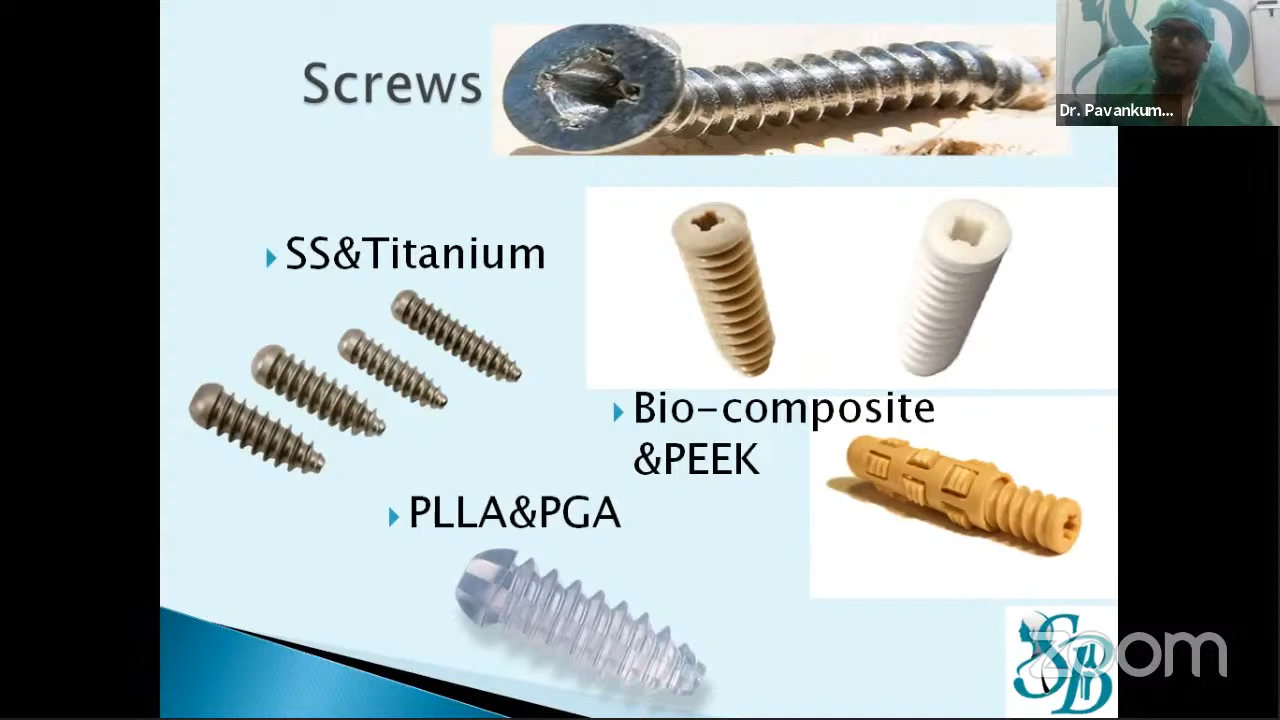 Screws
Dr. Pavankum...
SS&Titanium
Bio-composite
&PEEK
PLLA&PGA
zoom